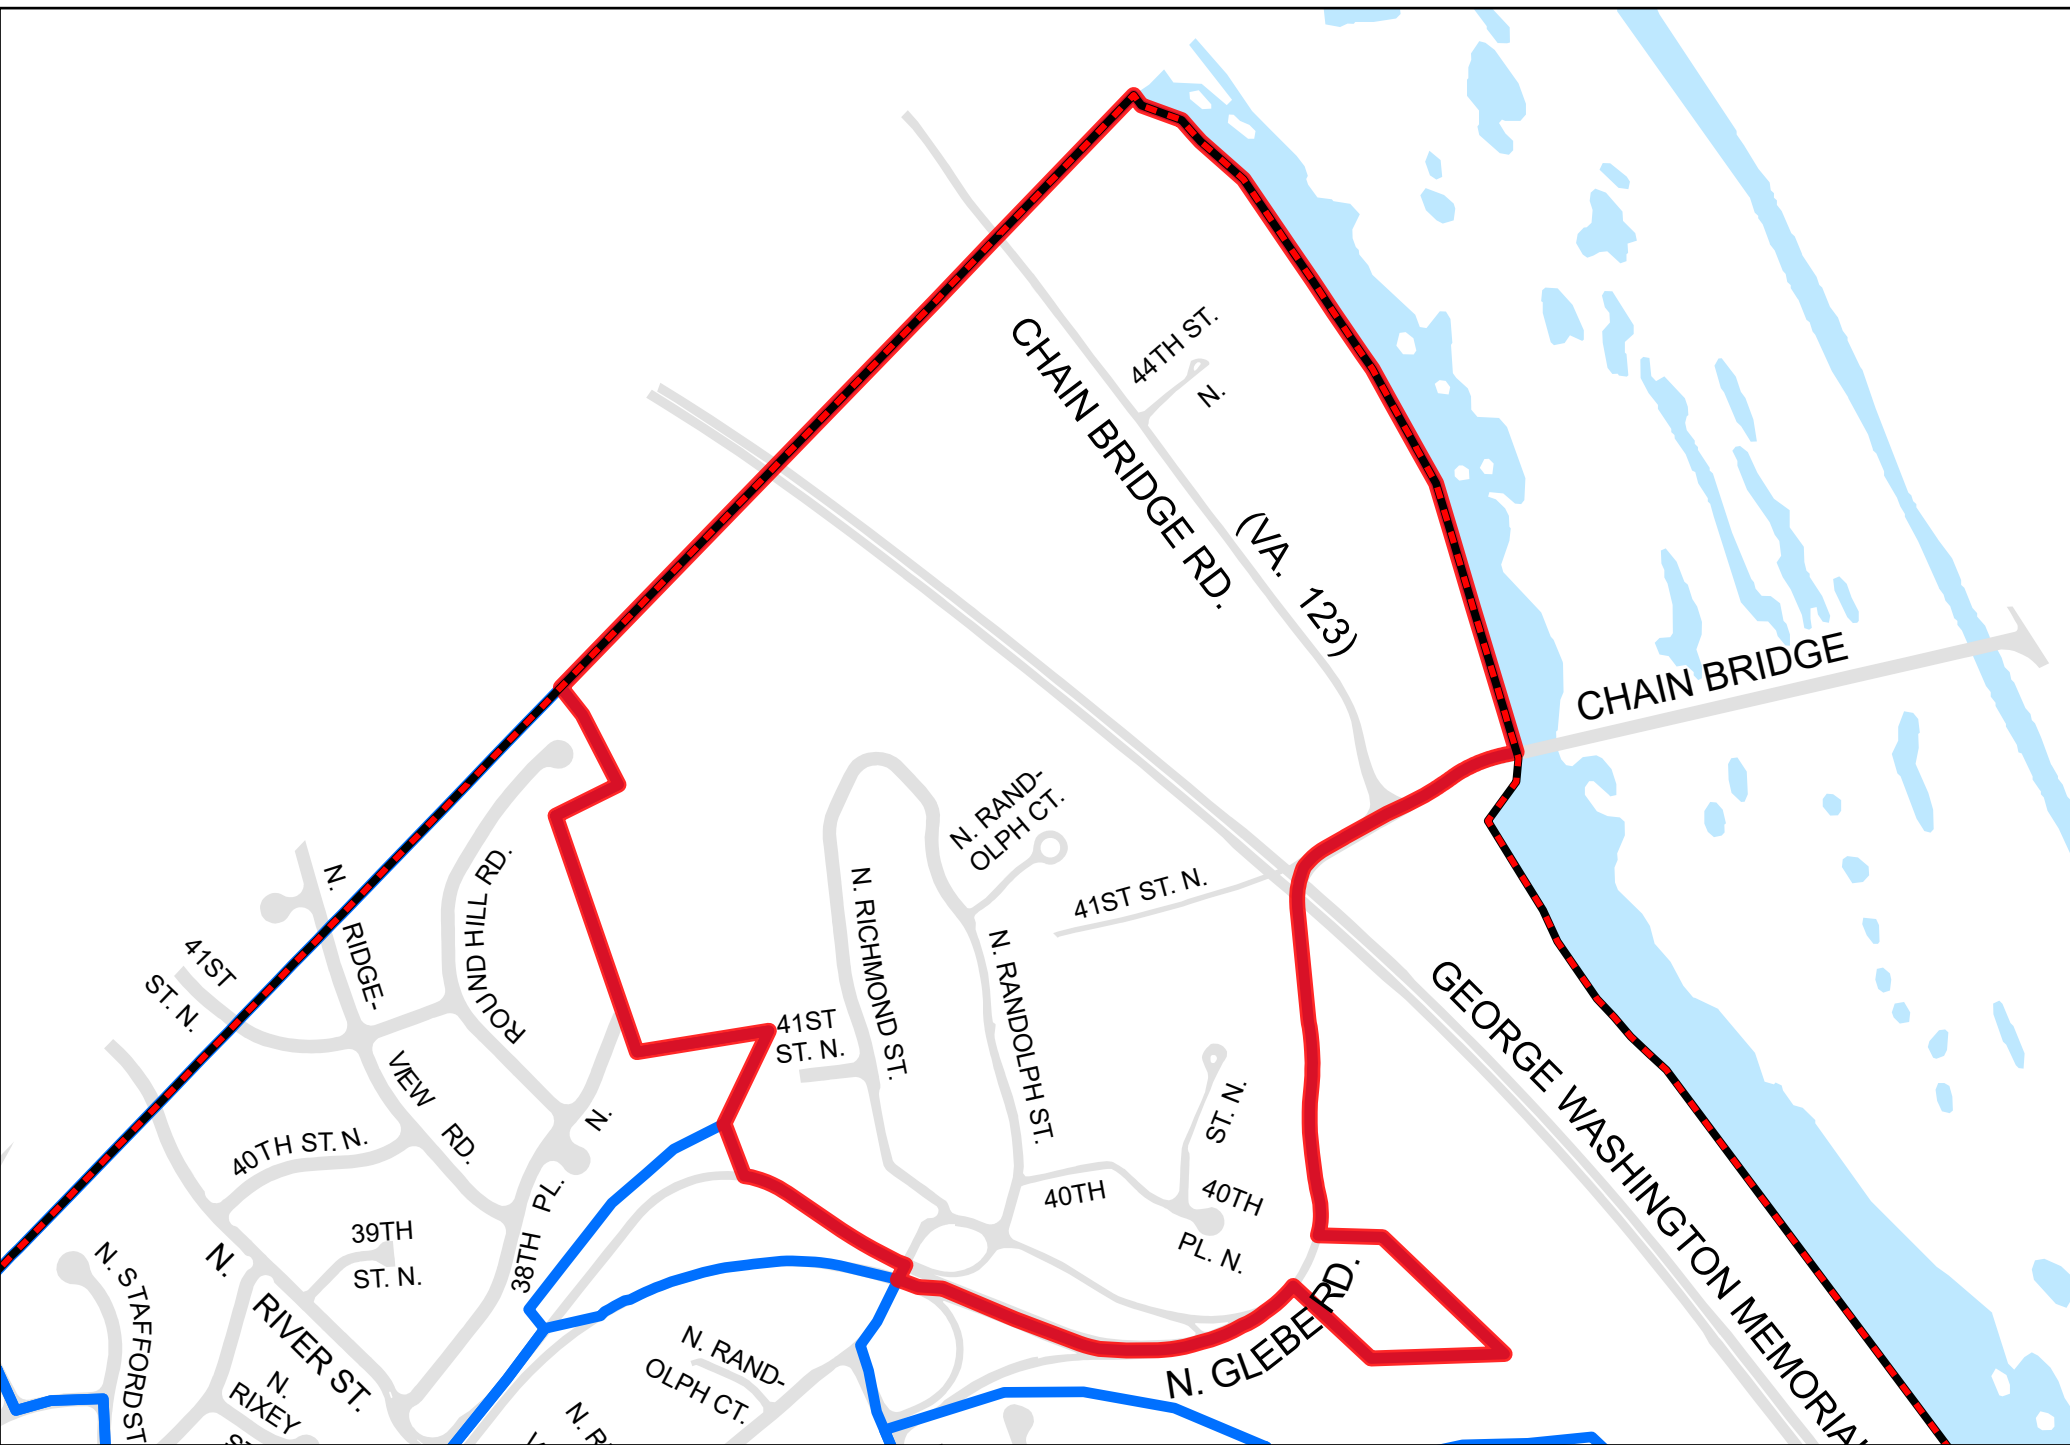 44TH ST.
N.
CHAIN BRIDGE RD.
(VA. 123)
CHAIN BRIDGE
N. RAND-
OLPH CT.
41ST ST. N.
N. RICHMOND ST.
N. RANDOLPH ST.
41ST
ST. N.
ROUND HILL RD.
N.
RIDGE-
VIEW
RD.
41ST
ST. N.
40TH ST. N.
39TH
ST. N.
38TH PL. N.
N. STAFFORD ST
N.
RIVER ST.
N.
RIXEY
N. RAND-
OLPH CT.
40TH
ST. N.
40TH
PL. N.
N. GLEBE RD.
GEORGE WASHINGTON MEMORIAL